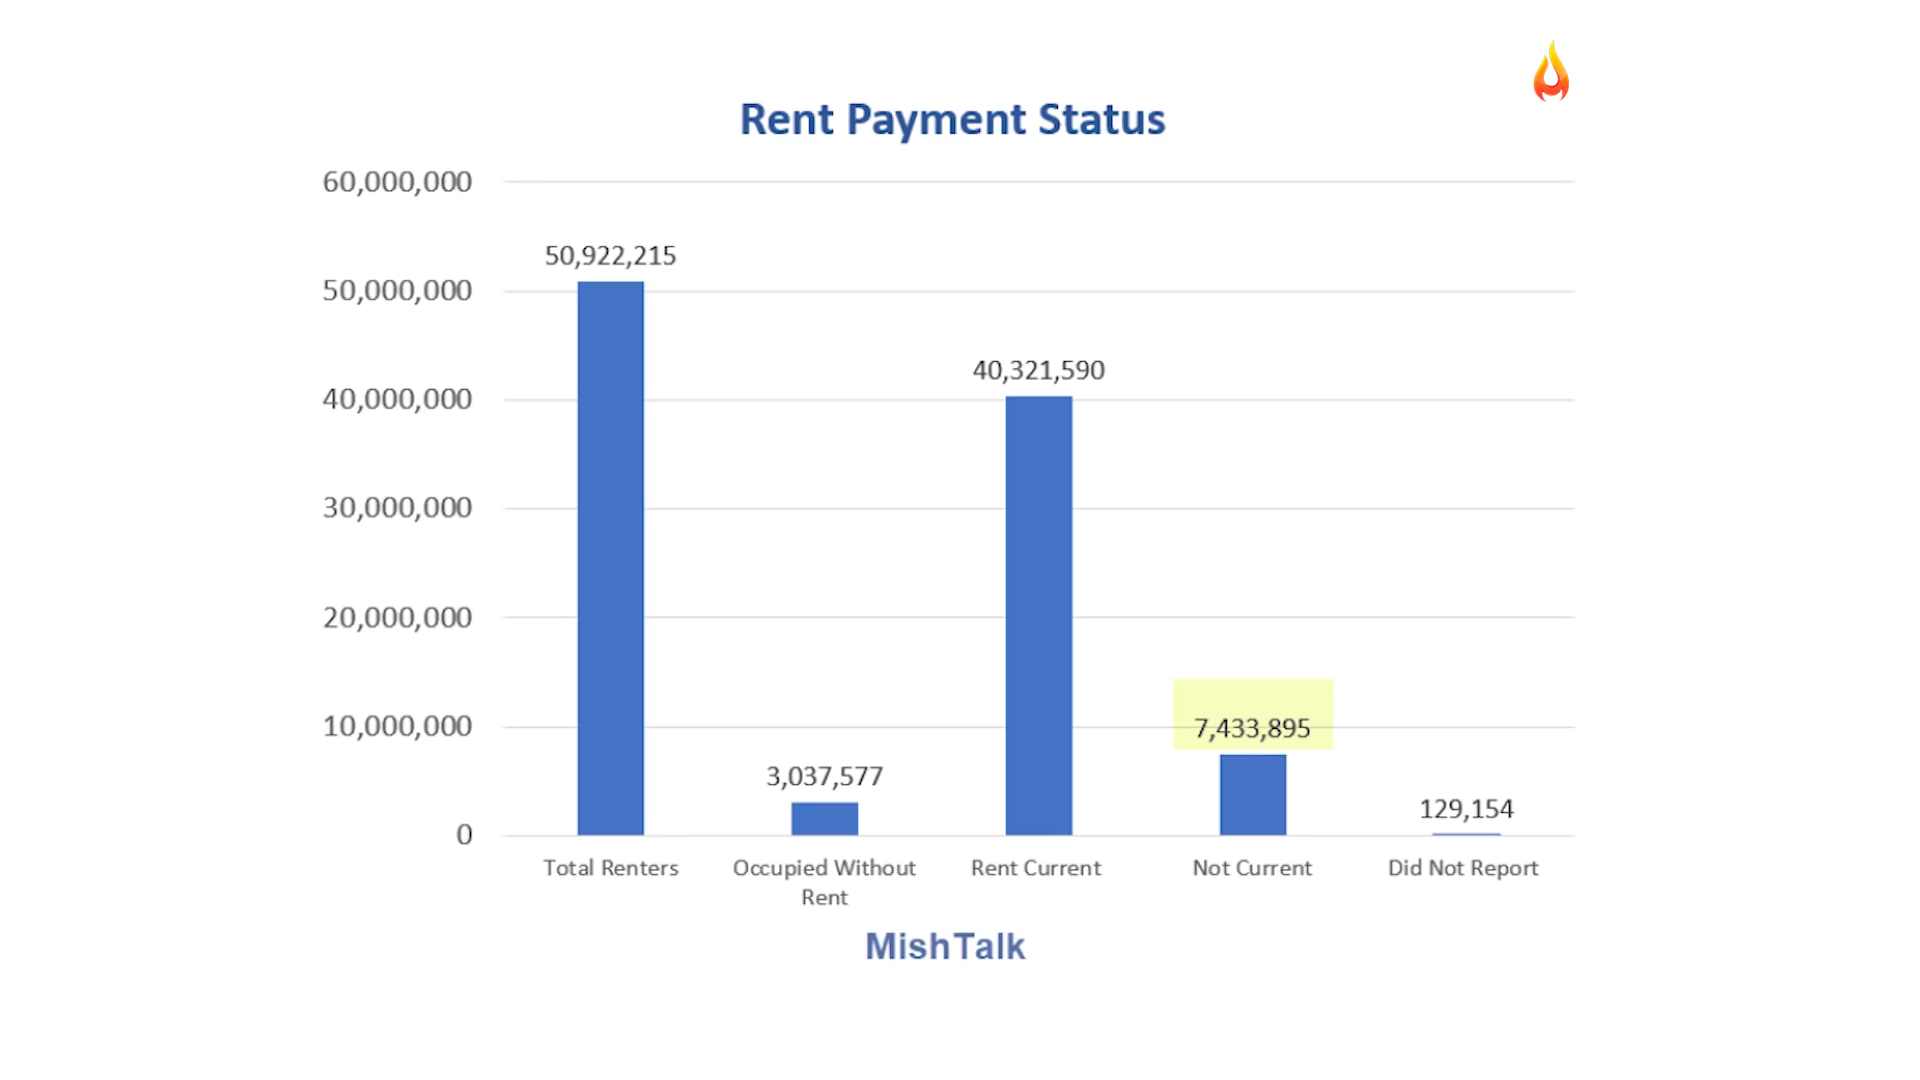 Rent Payment Status
60,000,000
50,922,215
50,000,000
40,321,590
40,000,000
30,000,000
20,000,000
10,000,000
7,433,895
3,037,577
129,154
0
Total Renters
Occupied Without
Rent
Rent Current
Not Current
Did Not Report
MishTalk